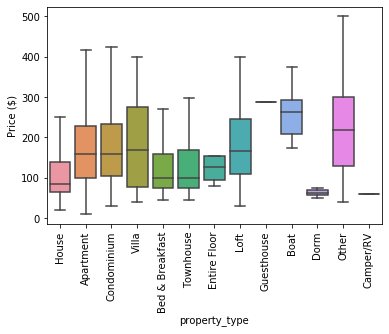 500
400
300
200
100
0
Price ($)
House
Apartment
Condominium
Villa
Bed & Breakfast
Townhouse
Entire Floor
Loft
Guesthouse
Boat
Dorm
Other
Camper/RV
property_type